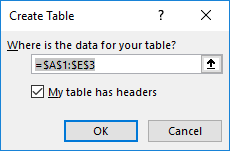 Create Table
?
Where is the data for your table?
=$A$1:$E$3
My table has headers
OK
Cancel